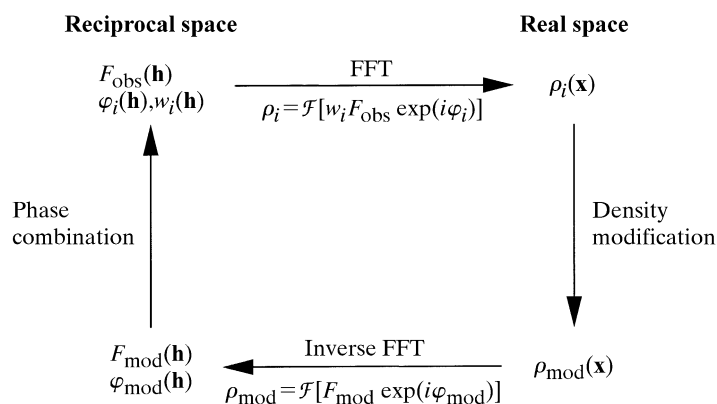 Reciprocal space
Real space
F_obs(h)
φ_i(h),w_i(h)
FFT
ρ_i=ℱ[w_i F_obs exp(iφ_i)]
ρ_i(x)
Phase
combination
Density
modification
F_mod(h)
φ_mod(h)
Inverse FFT
ρ_mod=ℱ[F_mod exp(iφ_mod)]
ρ_mod(x)